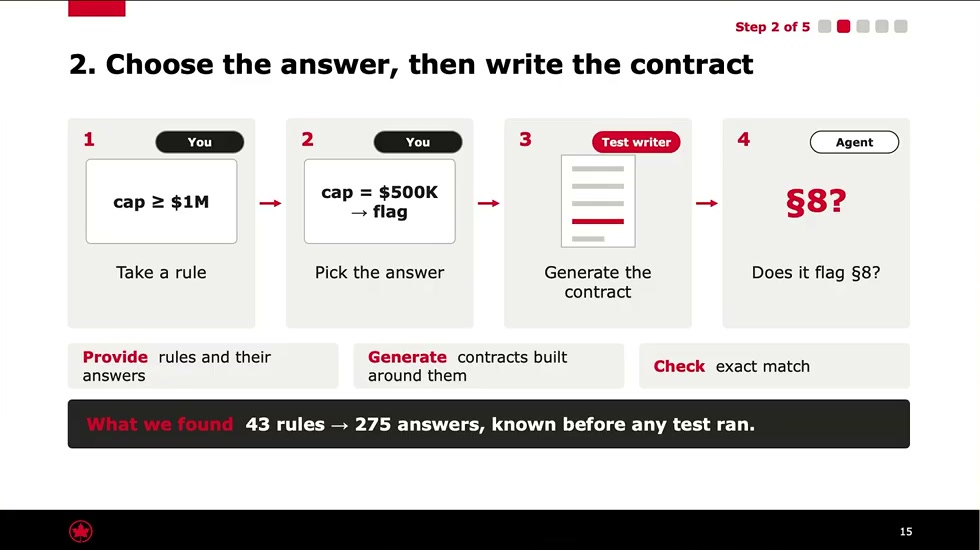 Step 2 of 5
2. Choose the answer, then write the contract
1
You
cap ≥ $1M
Take a rule
2
You
cap = $500K
→ flag
Pick the answer
3
Test writer
Generate the
contract
4
Agent
§8?
Does it flag §8?
Provide rules and their
answers
Generate contracts built
around them
Check exact match
What we found 43 rules → 275 answers, known before any test ran.
15